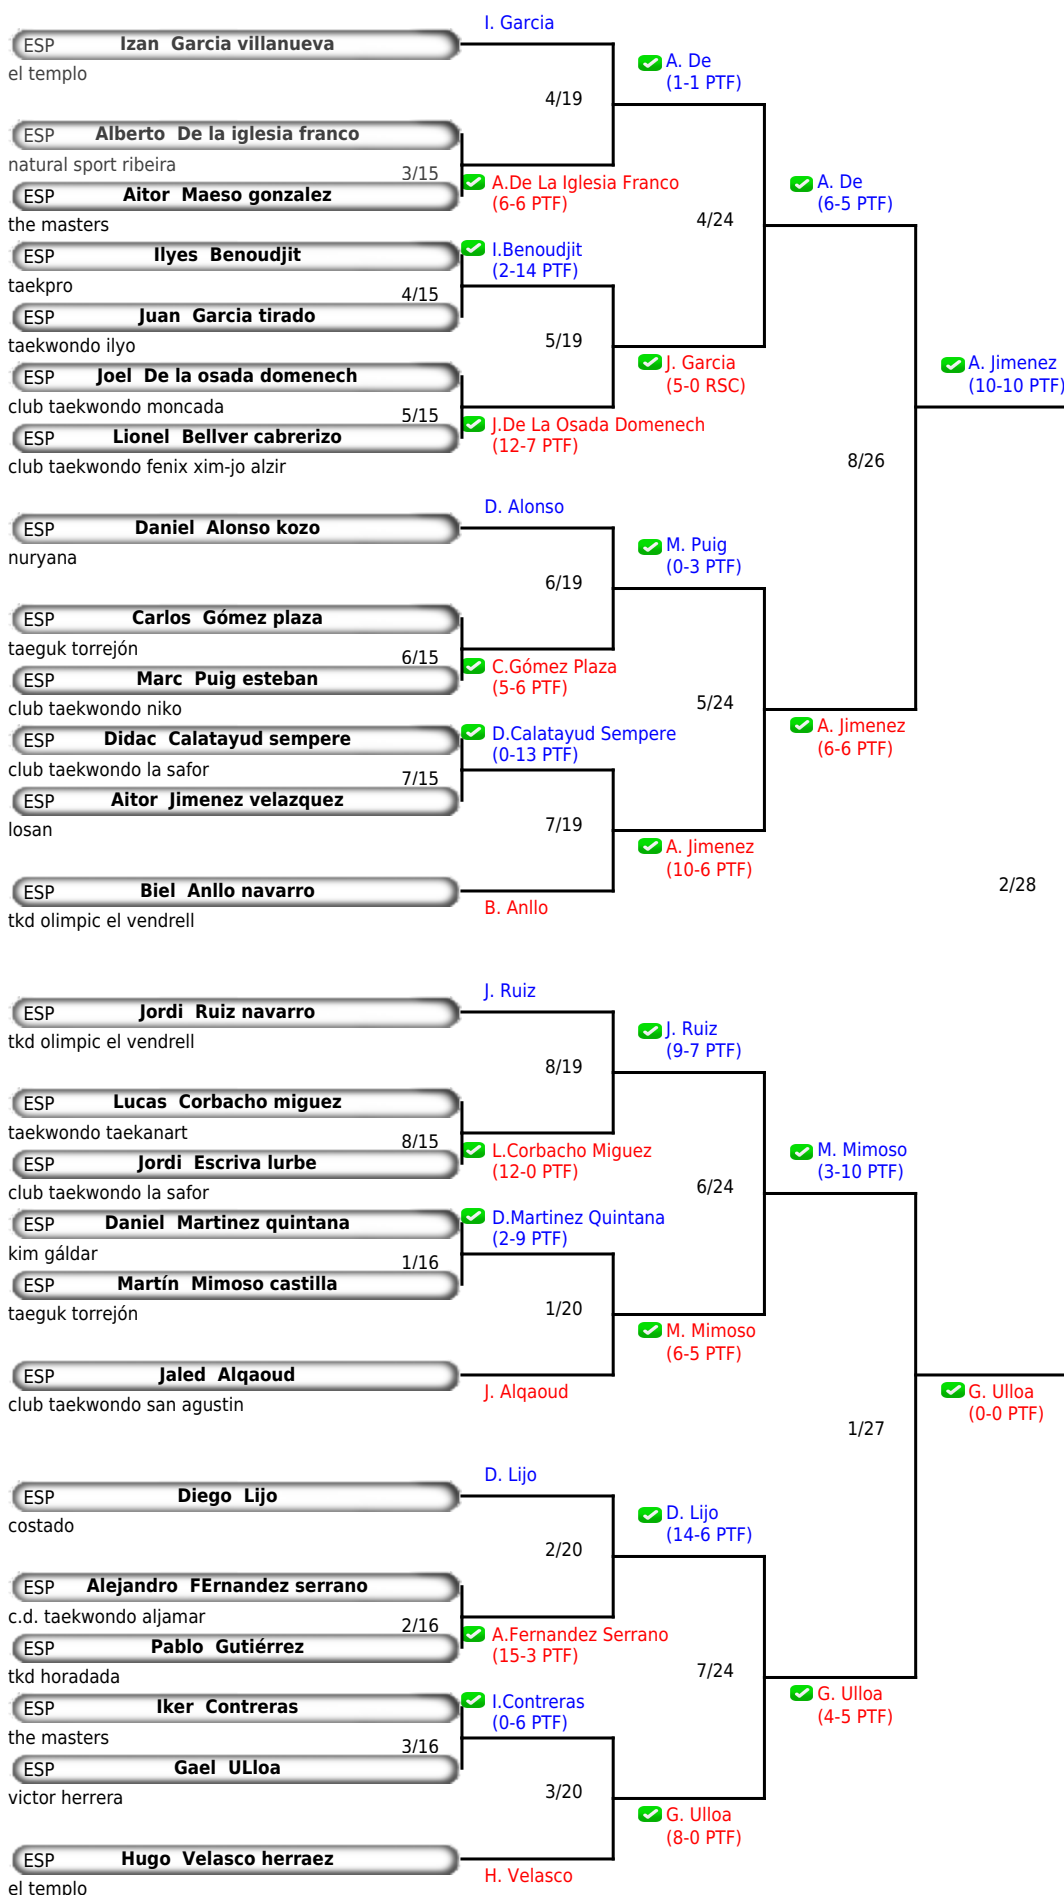 I. Garcia
ESP Izan Garcia villanueva
el templo
A. De
(1-1 PTF)
4/19
ESP Alberto De la iglesia franco
natural sport ribeira
3/15
A.De La Iglesia Franco
(6-6 PTF)
ESP Aitor Maeso gonzalez
the masters
A. De
(6-5 PTF)
4/24
ESP Ilyes Benoudjit
taekpro
I.Benoudjit
(2-14 PTF)
4/15
ESP Juan Garcia tirado
taekwondo ilyo
5/19
J. Garcia
(5-0 RSC)
ESP Joel De la osada domenech
club taekwondo moncada
5/15
J.De La Osada Domenech
(12-7 PTF)
ESP Lionel Bellver cabrerizo
club taekwondo fenix xim-jo alzir
A. Jimenez
(10-10 PTF)
8/26
D. Alonso
ESP Daniel Alonso kozo
nuryana
M. Puig
(0-3 PTF)
6/19
ESP Carlos Gómez plaza
taeguk torrejón
6/15
C.Gómez Plaza
(5-6 PTF)
ESP Marc Puig esteban
club taekwondo niko
5/24
A. Jimenez
(6-6 PTF)
ESP Didac Calatayud sempere
club taekwondo la safor
D.Calatayud Sempere
(0-13 PTF)
7/15
ESP Aitor Jimenez velazquez
losan
7/19
A. Jimenez
(10-6 PTF)
ESP Biel Anllo navarro
tkd olimpic el vendrell
B. Anllo
2/28
J. Ruiz
ESP Jordi Ruiz navarro
tkd olimpic el vendrell
J. Ruiz
(9-7 PTF)
8/19
ESP Lucas Corbacho miguez
taekwondo taekanart
8/15
L.Corbacho Miguez
(12-0 PTF)
ESP Jordi Escriva lurbe
club taekwondo la safor
M. Mimoso
(3-10 PTF)
6/24
ESP Daniel Martinez quintana
kim gáldar
D.Martinez Quintana
(2-9 PTF)
1/16
ESP Martín Mimoso castilla
taeguk torrejón
1/20
M. Mimoso
(6-5 PTF)
ESP Jaled Alqaoud
club taekwondo san agustin
J. Alqaoud
G. Ulloa
(0-0 PTF)
1/27
D. Lijo
ESP Diego Lijo
costado
D. Lijo
(14-6 PTF)
2/20
ESP Alejandro FErnandez serrano
c.d. taekwondo aljamar
2/16
A.Fernandez Serrano
(15-3 PTF)
ESP Pablo Gutiérrez
tkd horadada
7/24
G. Ulloa
(4-5 PTF)
ESP Iker Contreras
the masters
I.Contreras
(0-6 PTF)
3/16
ESP Gael ULloa
victor herrera
3/20
G. Ulloa
(8-0 PTF)
ESP Hugo Velasco herraez
el templo
H. Velasco